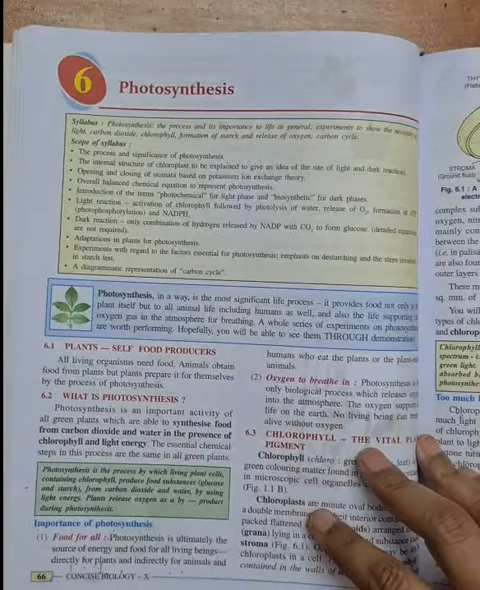 6
Photosynthesis
Syllabus : Photosynthesis: the process and its importance to life in general; experiments to show the
light, carbon dioxide, chlorophyll, formation of starch and release of oxygen; carbon cycle.
Scope of syllabus :
• The process and significance of photosynthesis.
• The internal structure of chloroplast to be explained to give an idea of the site of light and dark reactions.
• Opening and closing of stomata based on potassium ion exchange theory.
• Overall balanced chemical equation to represent photosynthesis.
• Introduction of the terms "photochemical" for light phase and "biosynthetic" for dark phases.
• Light reaction – activation of chlorophyll followed by photolysis of water, release of O₂, formation of ATP
(photophosphorylation) and NADPH.
• Dark reaction – only combination of hydrogen released by NADP with CO₂ to form glucose. (detailed equations
are not required).
• Adaptations in plants for photosynthesis.
• Experiments with regard to the factors essential for photosynthesis; emphasis on destarching and the steps
in starch test.
• A diagrammatic representation of "carbon cycle".
Photosynthesis, in a way, is the most significant life process – it provides food not only
plant itself but to all animal life including humans as well, and also the life supporting
oxygen gas in the atmosphere for breathing. A whole series of experiments on
are worth performing. Hopefully, you will be able to see them THROUGH demonstration
6.1 PLANTS — SELF FOOD PRODUCERS
All living organisms need food. Animals obtain
food from plants but plants prepare it for themselves
by the process of photosynthesis.
6.2 WHAT IS PHOTOSYNTHESIS ?
Photosynthesis is an important activity of
all green plants which are able to synthesise food
from carbon dioxide and water in the presence of
chlorophyll and light energy. The essential chemical
steps in this process are the same in all green plants.
Photosynthesis is the process by which living plant cells,
containing chlorophyll, produce food substances (glucose
and starch), from carbon dioxide and water, by using
light energy. Plants release oxygen as a by — product
during photosynthesis.
Importance of photosynthesis
(1) Food for all : Photosynthesis is ultimately the
source of energy and food for all living beings—
directly for plants and indirectly for animals and
66 CONCISE BIOLOGY – X
humans who eat the plants or the
animals.
(2) Oxygen to breathe in : Photosynthesis
only biological process which releases
into the atmosphere. The oxygen
life on the earth. No living being can
alive without oxygen
6.3 CHLOROPHYLL – THE VITAL
PIGMENT
Chlorophyll (chloro : leaf)
green colouring matter found
in microscopic cell organelles
(Fig. 6.1 B).
Chloroplasts are minute oval
a double membrane interior
packed flattened arranged
(grana) lying in a
stroma (Fig. 6.1).
chloroplasts in a cell.
contained in the walls of
STROMA
(Ground fluid)
Fig. 6.1 : A
complex
mainly con
between the
(i.e. in
are also
outer layers
There
sq. mm. of
You will
types of
and
Chlorophyll
spectrum -
green light.
absorbed
Too much
much light